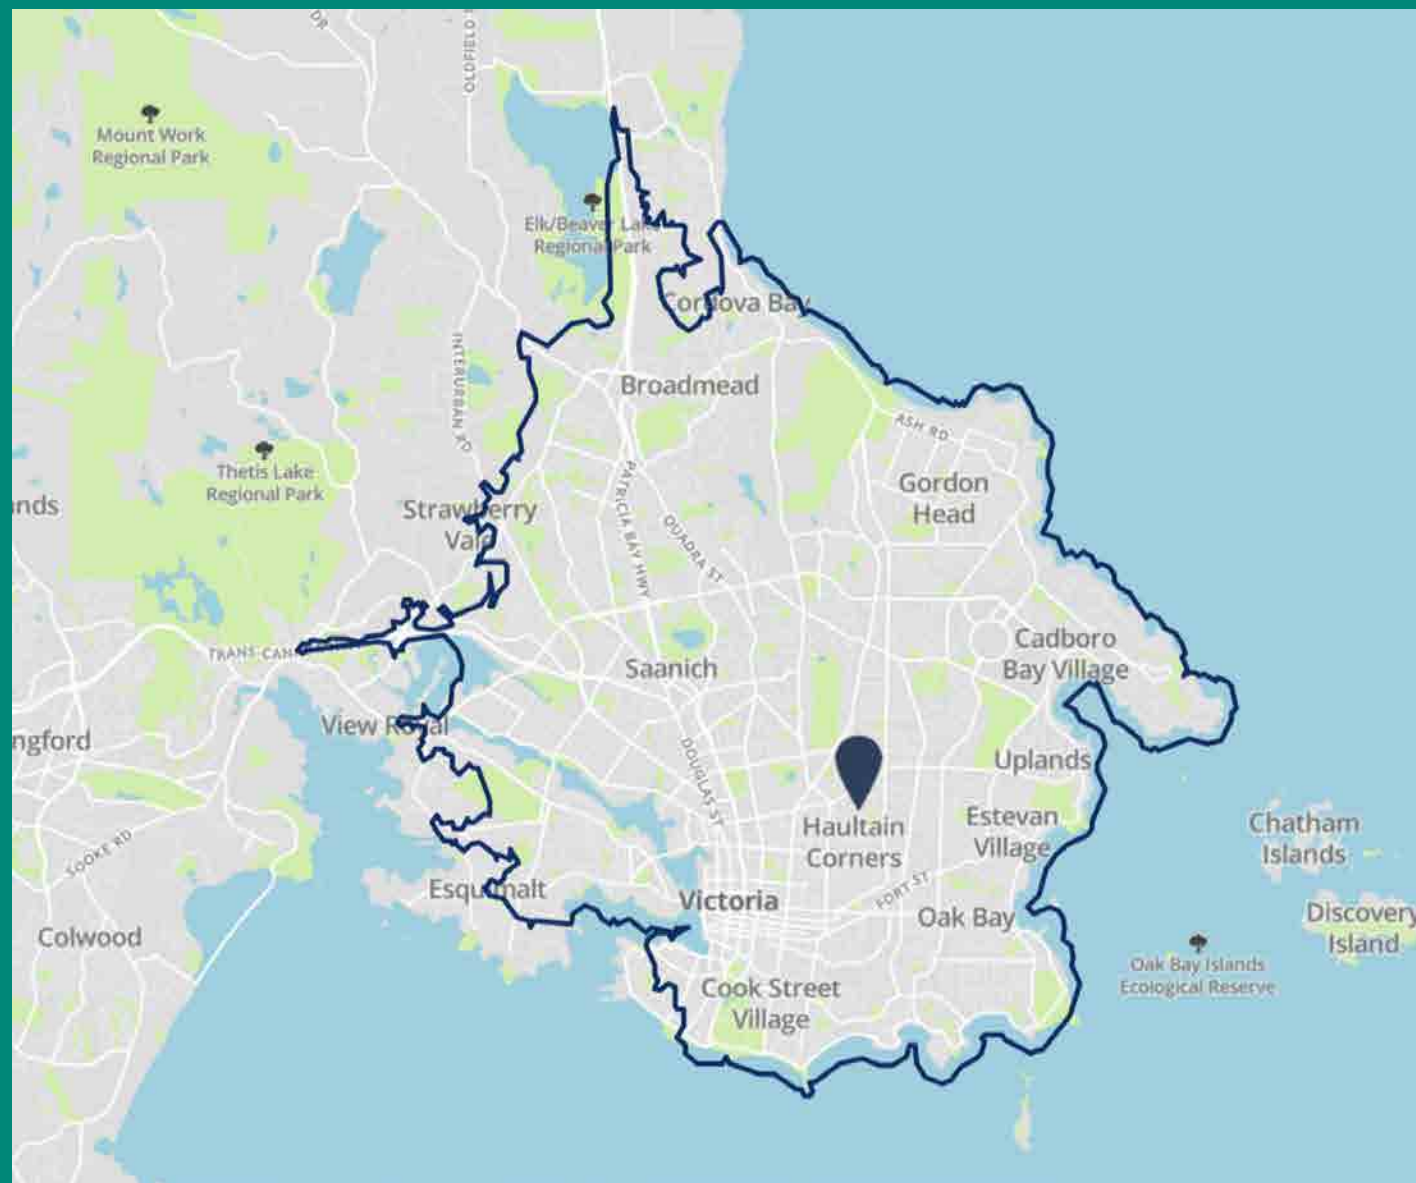 DR
OLDFIELD
Mount Work
Regional Park
Elk/Beaver Lake
Regional Park
Cordova Bay
INTERURBAN RD
Broadmead
ASH RD
Thetis Lake
Regional Park
PATRICIA BAY HWY
Gordon
Head
nds
Strawberry
Vale
QUADRA ST
TRANS-CAN
Saanich
Cadboro
Bay Village
View Royal
ngford
DOUGLAS ST
Uplands
Haultain
Corners
Estevan
Village
Chatham
Islands
SOOKE RD
Esquimalt
Victoria
FORT ST
Oak Bay
Discovery
Island
Colwood
Oak Bay Islands
Ecological Reserve
Cook Street
Village